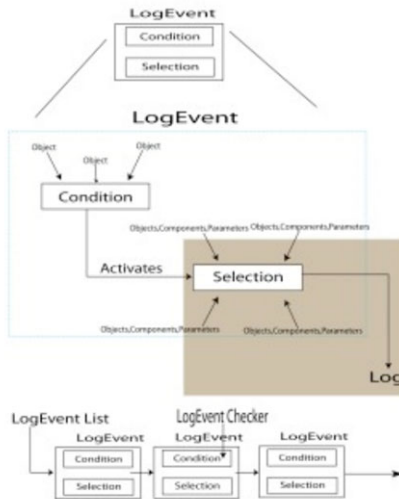 LogEvent
Condition
Selection
LogEvent
Object
Object
Object
Condition
Objects,Components,Parameters
Objects,Components,Parameters
Activates
Selection
Objects,Components,Parameters
Objects,Components,Parameters
Log
LogEvent List
LogEvent Checker
LogEvent
LogEvent
LogEvent
Condition
Condition
Condition
Selection
Selection
Selection